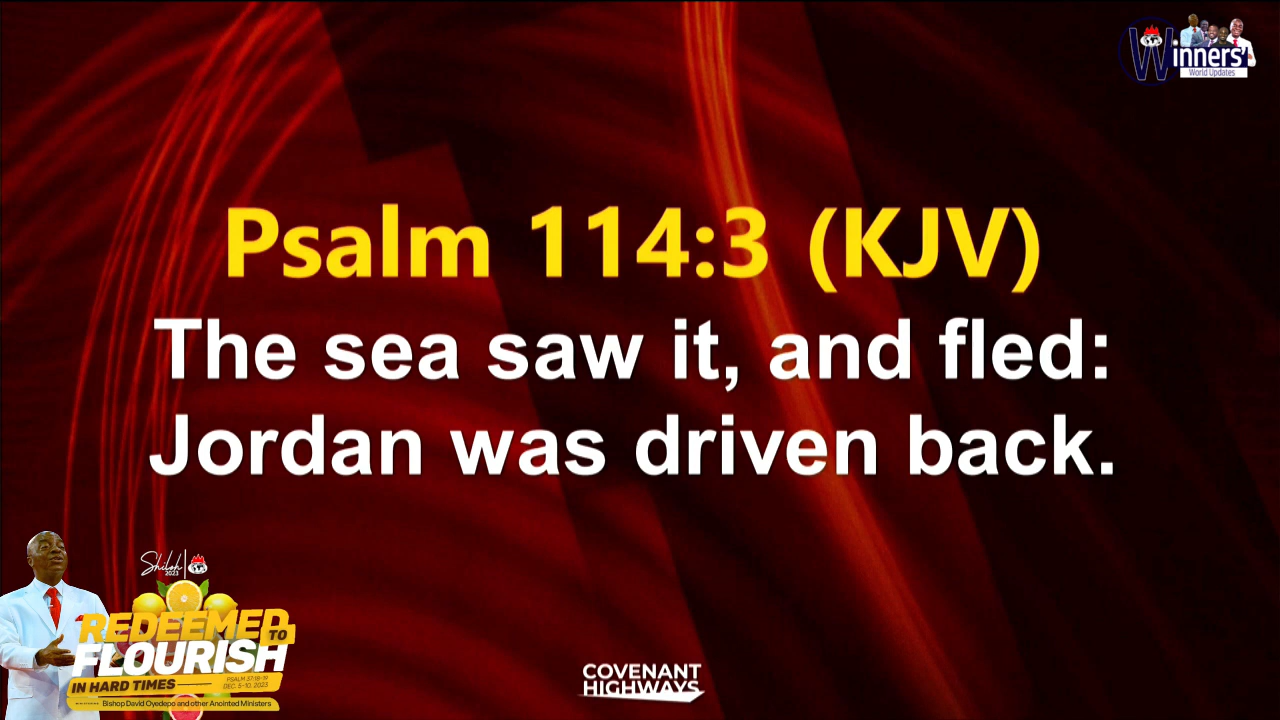 Winners'
World Updates
Psalm 114:3 (KJV)
The sea saw it, and fled:
Jordan was driven back.
Shiloh
2023
REDEEMED
TO
FLOURISH
IN HARD TIMES
PSALM 37:18-19
DEC. 5-10, 2023
Bishop David Oyedepo and other Anointed Ministers
COVENANT
HIGHWAYS